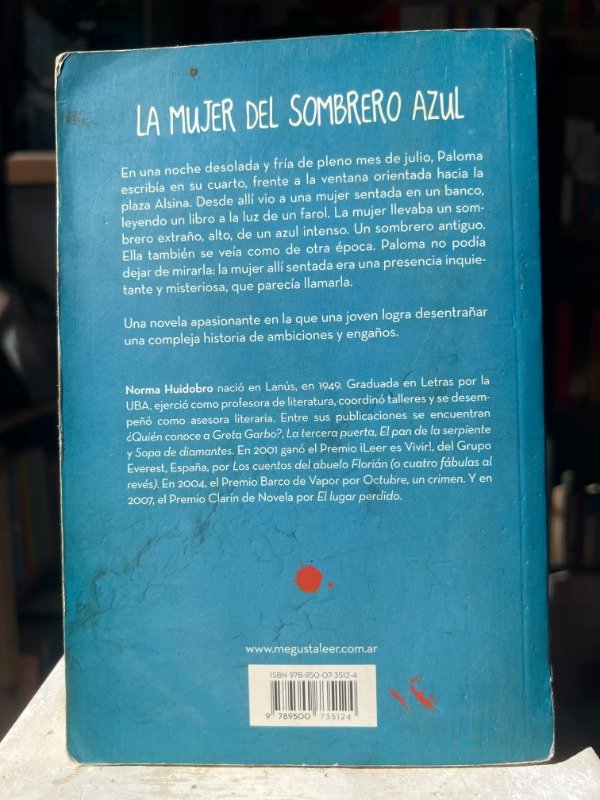 LA MUJER DEL SOMBRERO AZUL
En una noche desolada y fría de pleno mes de julio, Paloma
escribía en su cuarto, frente a la ventana orientada hacia la
plaza Alsina. Desde allí vio a una mujer sentada en un banco,
leyendo un libro a la luz de un farol. La mujer llevaba un som-
brero extraño, alto, de un azul intenso. Un sombrero antiguo.
Ella también se veía como de otra época. Paloma no podía
dejar de mirarla: la mujer allí sentada era una presencia inquie-
tante y misteriosa, que parecía llamarla.
Una novela apasionante en la que una joven logra desentrañar
una compleja historia de ambiciones y engaños.
Norma Huidobro nació en Lanús, en 1949. Graduada en Letras por la
UBA, ejerció como profesora de literatura, coordinó talleres y se desem-
peñó como asesora literaria. Entre sus publicaciones se encuentran
¿Quién conoce a Greta Garbo?, La tercera puerta, El pan de la serpiente
y Sopa de diamantes. En 2001 ganó el Premio ¡Leer es Vivir!, del Grupo
Everest, España, por Los cuentos del abuelo Florián (o cuatro fábulas al
revés). En 2004, el Premio Barco de Vapor por Octubre, un crimen. Y en
2007, el Premio Clarín de Novela por El lugar perdido.
www.megustaleer.com.ar
ISBN 978-950-07-3512-4
9 789500 735124